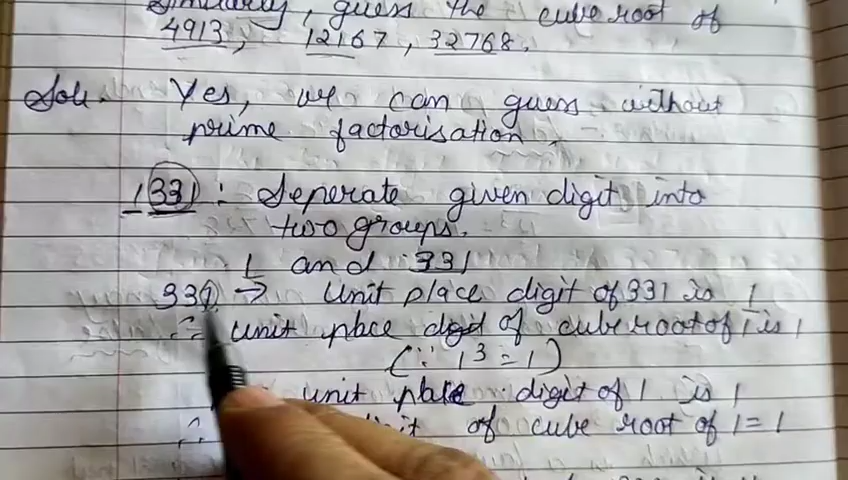 Similarly, guess the cube root of
4913, 12167, 32768.
Soln. Yes, we can guess without
prime factorisation.
1331 : Seperate given digit into
two groups.
1 and 331
331 → Unit place digit of 331 is 1
∴ unit place digit of cube root of 1 is 1
(∵ 1³ = 1)
unit place digit of 1 is 1
∴ of cube root of 1 = 1